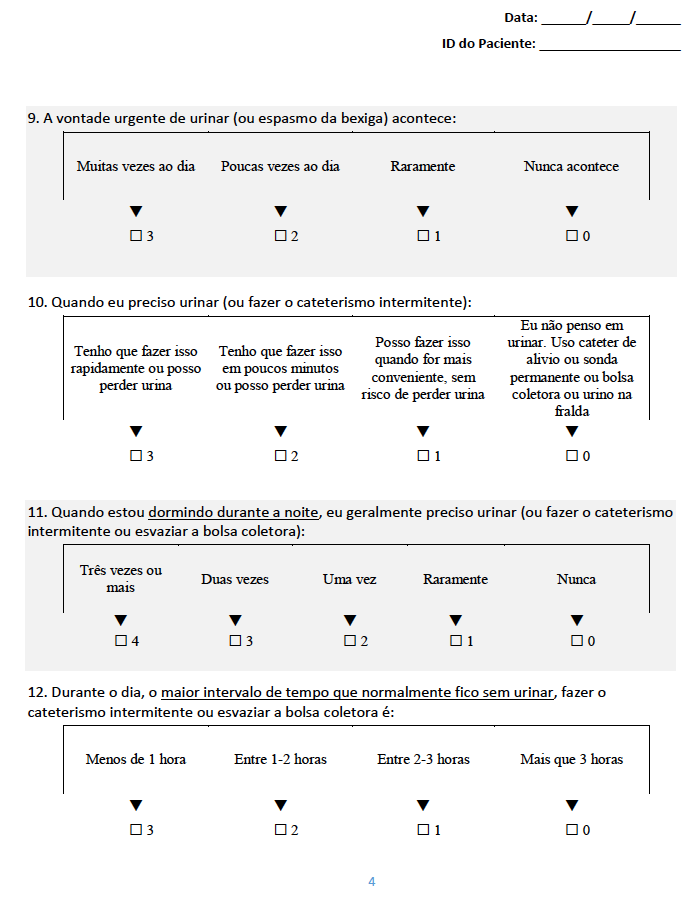 Data: ______/_____/______
ID do Paciente: ___________________
9. A vontade urgente de urinar (ou espasmo da bexiga) acontece:
Muitas vezes ao dia Poucas vezes ao dia Raramente Nunca acontece
▼ ▼ ▼ ▼
☐ 3 ☐ 2 ☐ 1 ☐ 0
10. Quando eu preciso urinar (ou fazer o cateterismo intermitente):
Tenho que fazer isso
rapidamente ou posso
perder urina
Tenho que fazer isso
em poucos minutos
ou posso perder urina
Posso fazer isso
quando for mais
conveniente, sem
risco de perder urina
Eu não penso em
urinar. Uso cateter de
alivio ou sonda
permanente ou bolsa
coletora ou urino na
fralda
▼ ▼ ▼ ▼
☐ 3 ☐ 2 ☐ 1 ☐ 0
11. Quando estou dormindo durante a noite, eu geralmente preciso urinar (ou fazer o cateterismo
intermitente ou esvaziar a bolsa coletora):
Três vezes ou
mais
Duas vezes Uma vez Raramente Nunca
▼ ▼ ▼ ▼ ▼
☐ 4 ☐ 3 ☐ 2 ☐ 1 ☐ 0
12. Durante o dia, o maior intervalo de tempo que normalmente fico sem urinar, fazer o
cateterismo intermitente ou esvaziar a bolsa coletora é:
Menos de 1 hora Entre 1-2 horas Entre 2-3 horas Mais que 3 horas
▼ ▼ ▼ ▼
☐ 3 ☐ 2 ☐ 1 ☐ 0
4